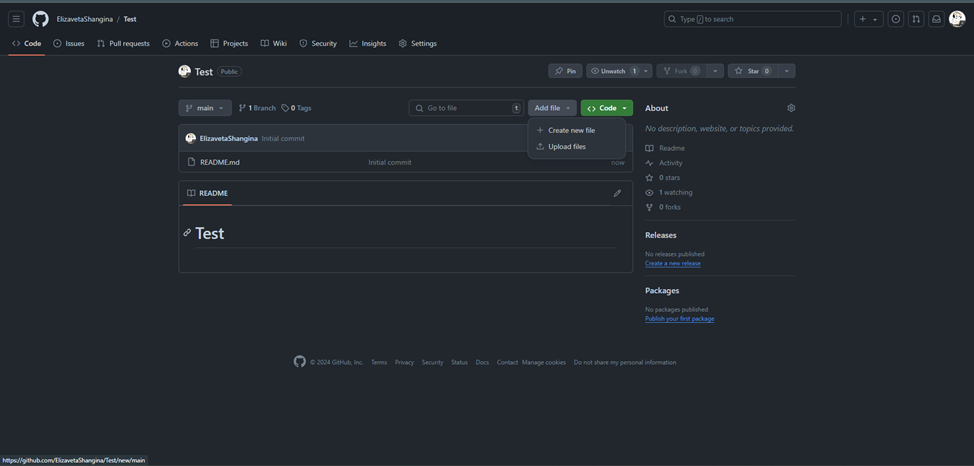 ElizavetaShangina / Test
Type / to search
Code Issues Pull requests Actions Projects Wiki Security Insights Settings
Test Public
Pin Unwatch 1 Fork 0 Star 0
main 1 Branch 0 Tags Go to file t Add file Code
ElizavetaShangina Initial commit
Create new file
Upload files
README.md Initial commit now
README
Test
About
No description, website, or topics provided.
Readme
Activity
0 stars
1 watching
0 forks
Releases
No releases published
Create a new release
Packages
No packages published
Publish your first package
© 2024 GitHub, Inc. Terms Privacy Security Status Docs Contact Manage cookies Do not share my personal information
https://github.com/ElizavetaShangina/Test/new/main